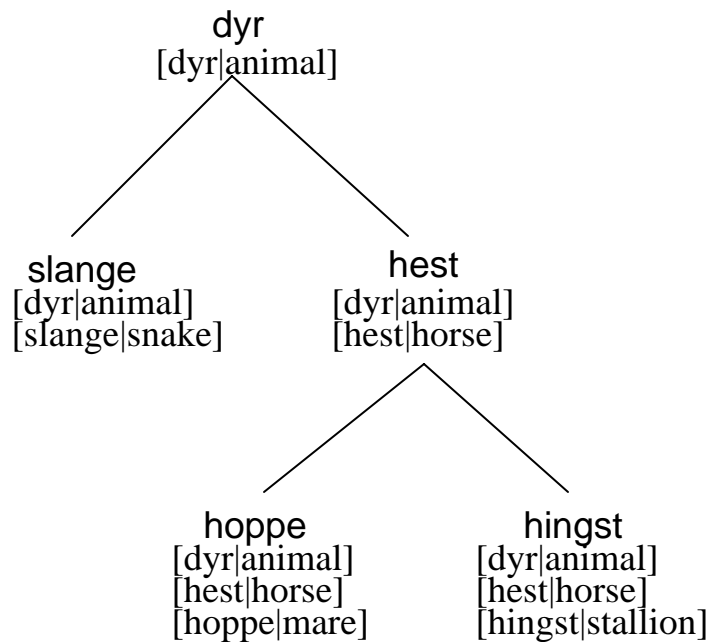 dyr
[dyr|animal]
slange
[dyr|animal]
[slange|snake]
hest
[dyr|animal]
[hest|horse]
hoppe
[dyr|animal]
[hest|horse]
[hoppe|mare]
hingst
[dyr|animal]
[hest|horse]
[hingst|stallion]